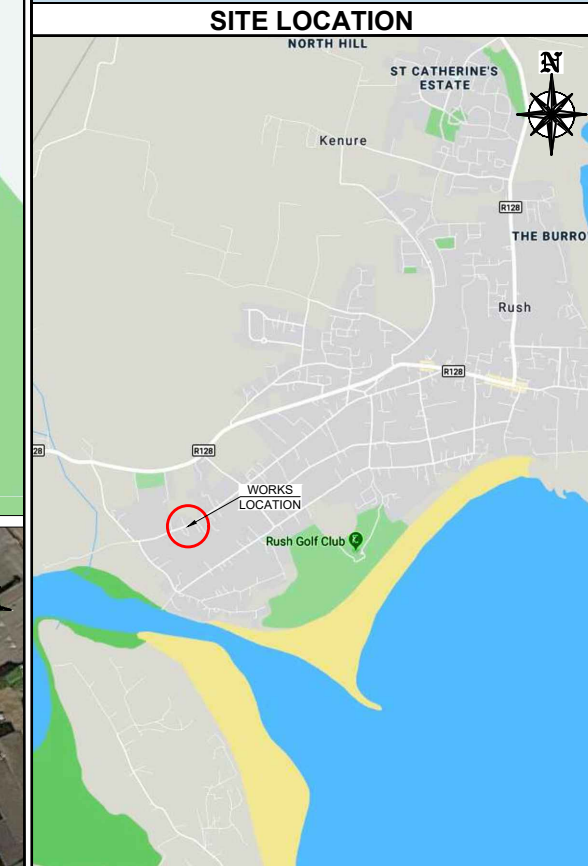 SITE LOCATION
NORTH HILL
ST CATHERINE'S
ESTATE
N
Kenure
R128
THE BURRO
Rush
R128
R128
28
WORKS
LOCATION
Rush Golf Club